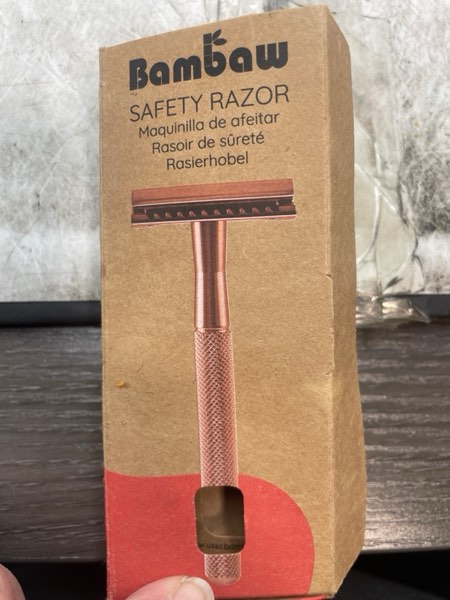 Bambaw
SAFETY RAZOR
Maquinilla de afeitar
Rasoir de sûreté
Rasierhobel